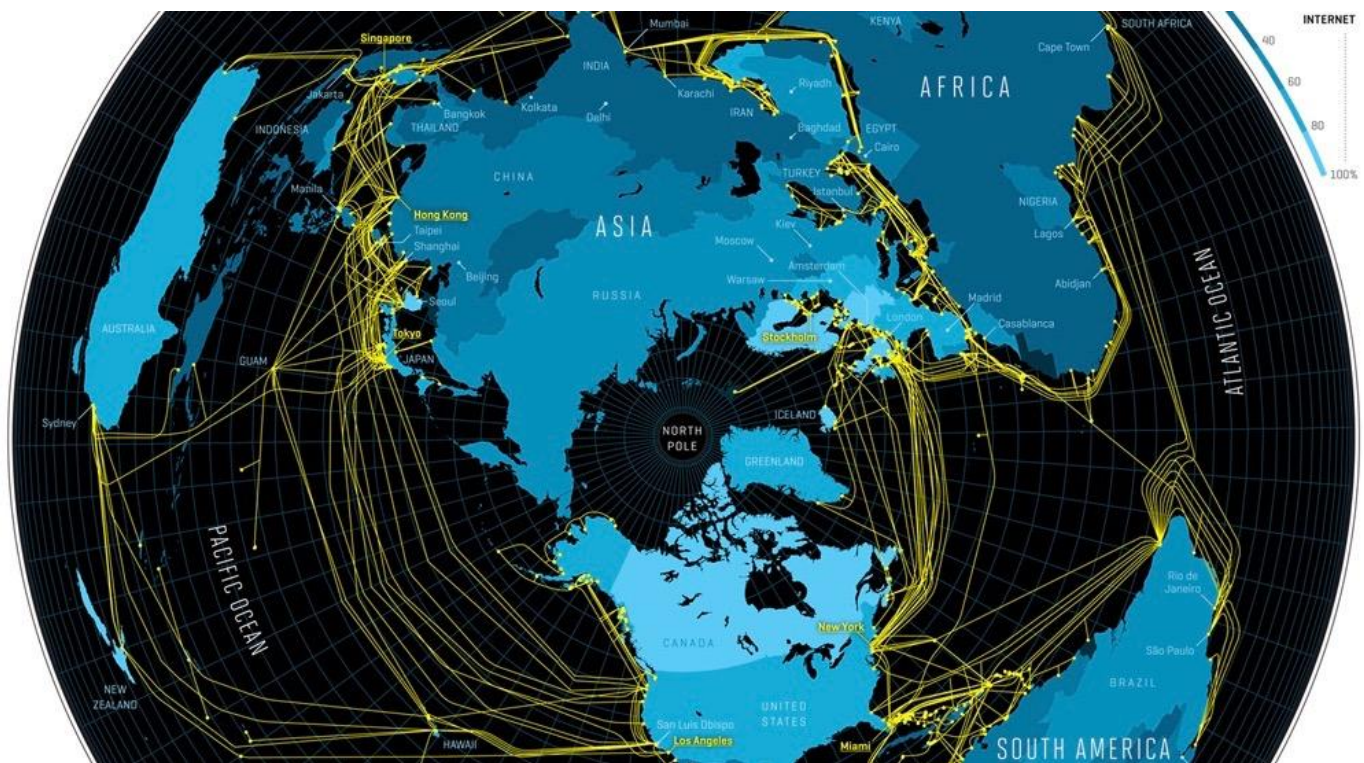 INTERNET
40
60
80
100%
Singapore
Mumbai
KENYA
SOUTH AFRICA
Cape Town
INDIA
Jakarta
Bangkok
THAILAND
Kolkata
Delhi
Karachi
IRAN
Riyadh
Baghdad
AFRICA
EGYPT
Cairo
INDONESIA
Manila
CHINA
TURKEY
Istanbul
NIGERIA
Lagos
Hong Kong
Taipei
Shanghai
Beijing
ASIA
Kiev
Moscow
Amsterdam
Warsaw
Abidjan
ATLANTIC OCEAN
RUSSIA
Seoul
Madrid
London
Casablanca
Stockholm
AUSTRALIA
Tokyo
JAPAN
GUAM
Sydney
ICELAND
NORTH
POLE
GREENLAND
PACIFIC OCEAN
Rio de
Janeiro
New York
CANADA
São Paulo
BRAZIL
NEW
ZEALAND
UNITED
STATES
San Luis Obispo
Los Angeles
HAWAII
Miami
SOUTH AMERICA